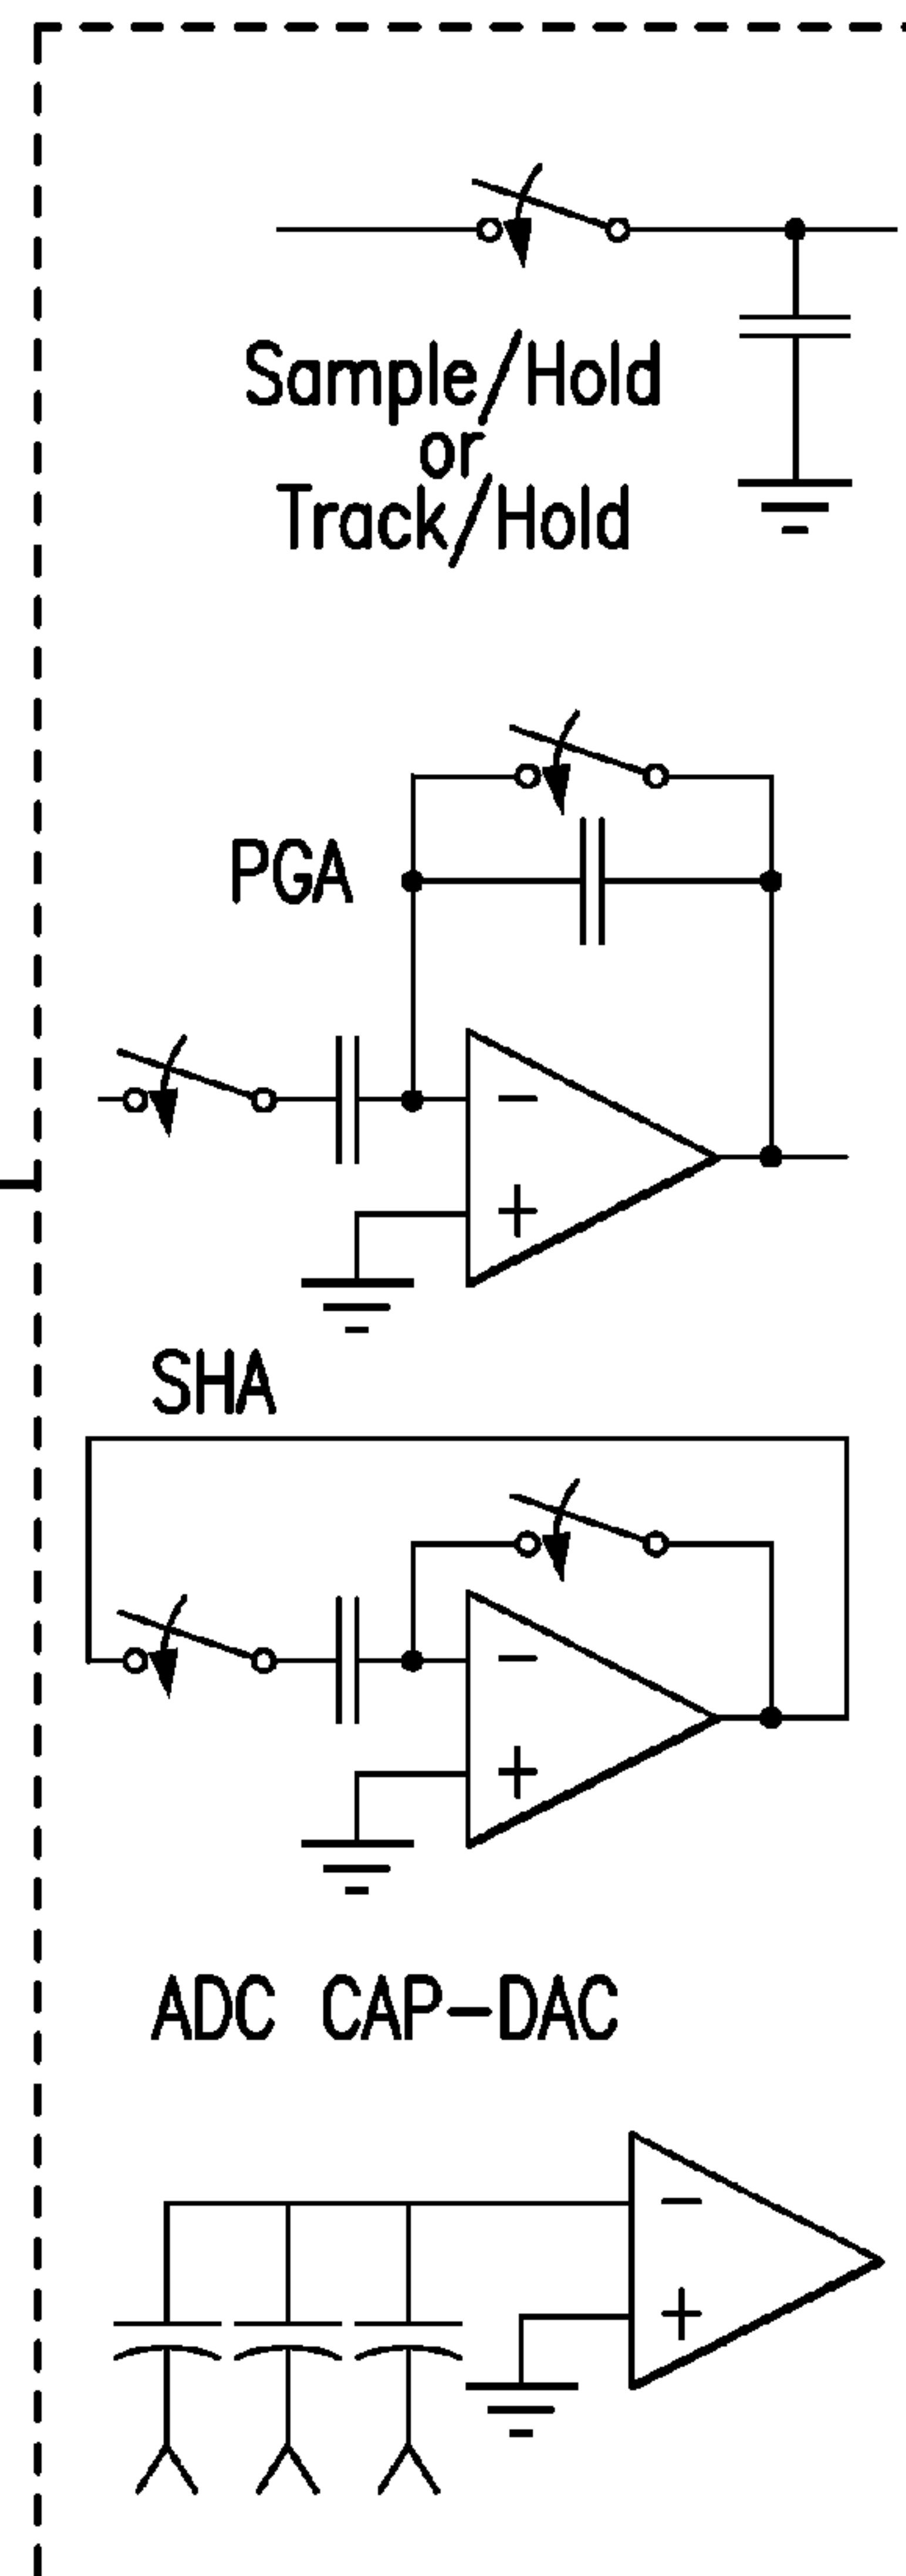 Sample/Hold
or
Track/Hold
PGA
−
+
SHA
−
+
ADC CAP-DAC
−
+